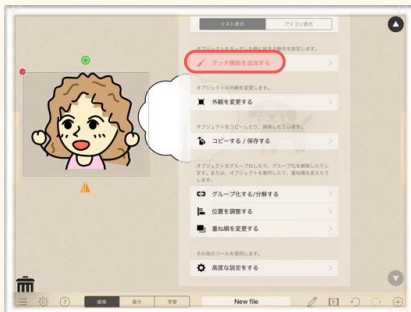 リスト表示 アイコン表示
オブジェクトをタッチした際に起きる動作を設定します。
タッチ機能を追加する
オブジェクトの外観を変更します。
外観を変更する
オブジェクトをコピーしたり、保存したりします。
コピーする / 保存する
オブジェクトをグループ化したり、グループ化を解除したりし
ます。または、オブジェクトを整列したり、重ね順を変えたり
します。
グループ化する/分解する
位置を調整する
重ね順を変更する
その他のツールを使用します。
高度な設定をする
編集 提示 学習 New file